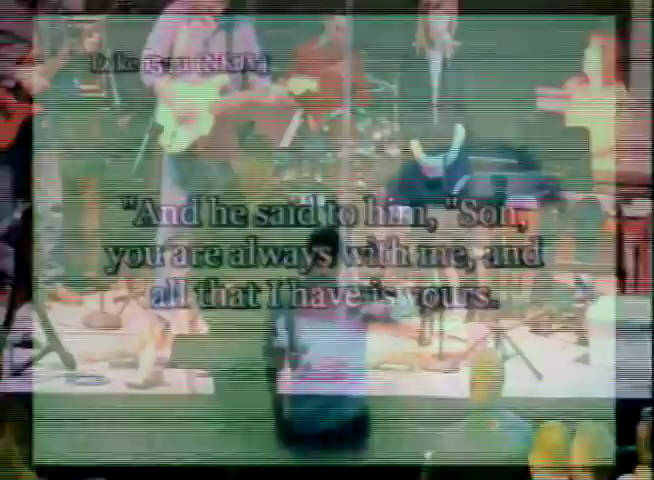 "And he said to him, "Son,
you are always with me, and
all that I have is yours.